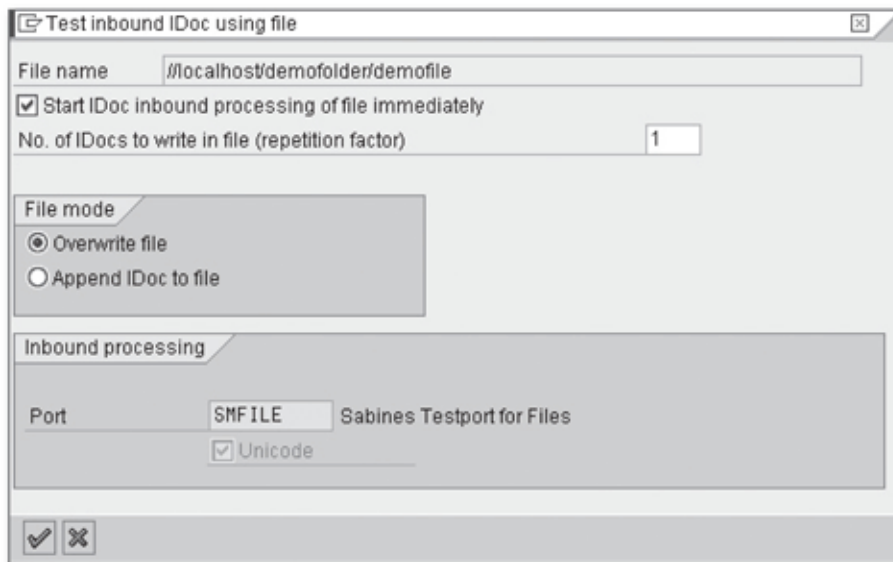 Test inbound IDoc using file
File name //localhost/demofolder/demofile
Start IDoc inbound processing of file immediately
No. of IDocs to write in file (repetition factor) 1
File mode
Overwrite file
Append IDoc to file
Inbound processing
Port SMFILE Sabines Testport for Files
Unicode